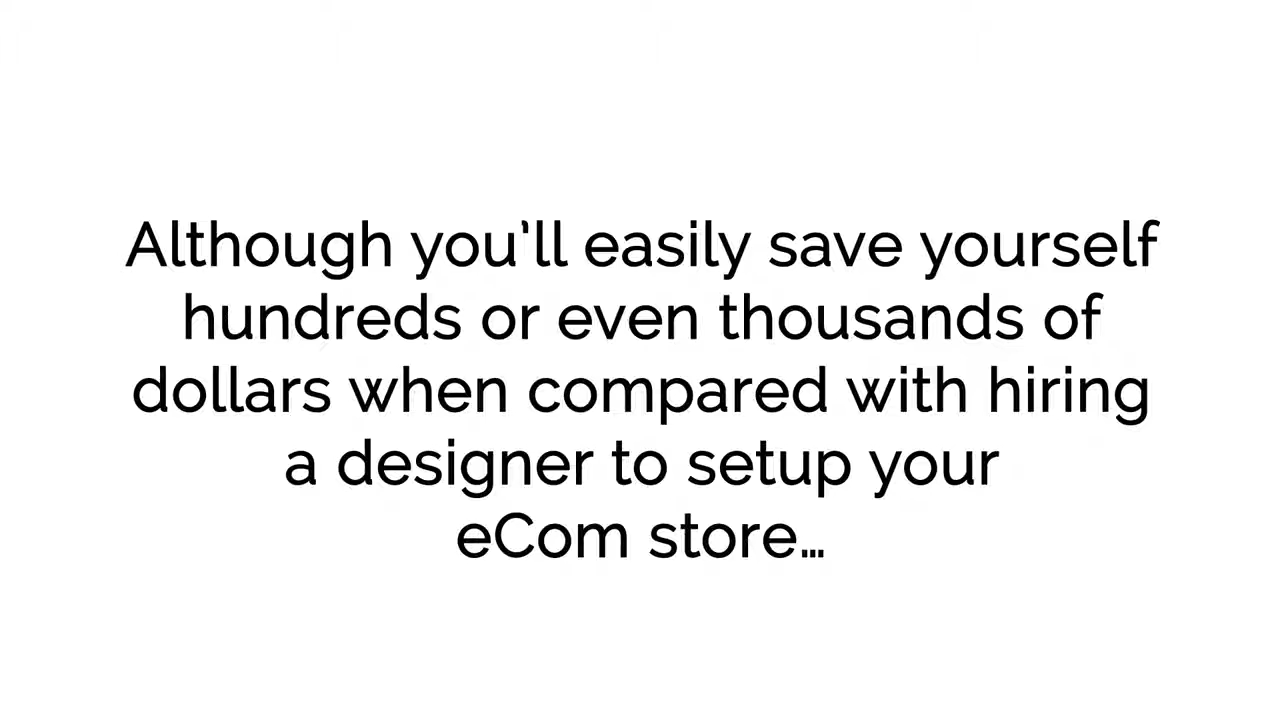 Although you’ll easily save yourself
hundreds or even thousands of
dollars when compared with hiring
a designer to setup your
eCom store…